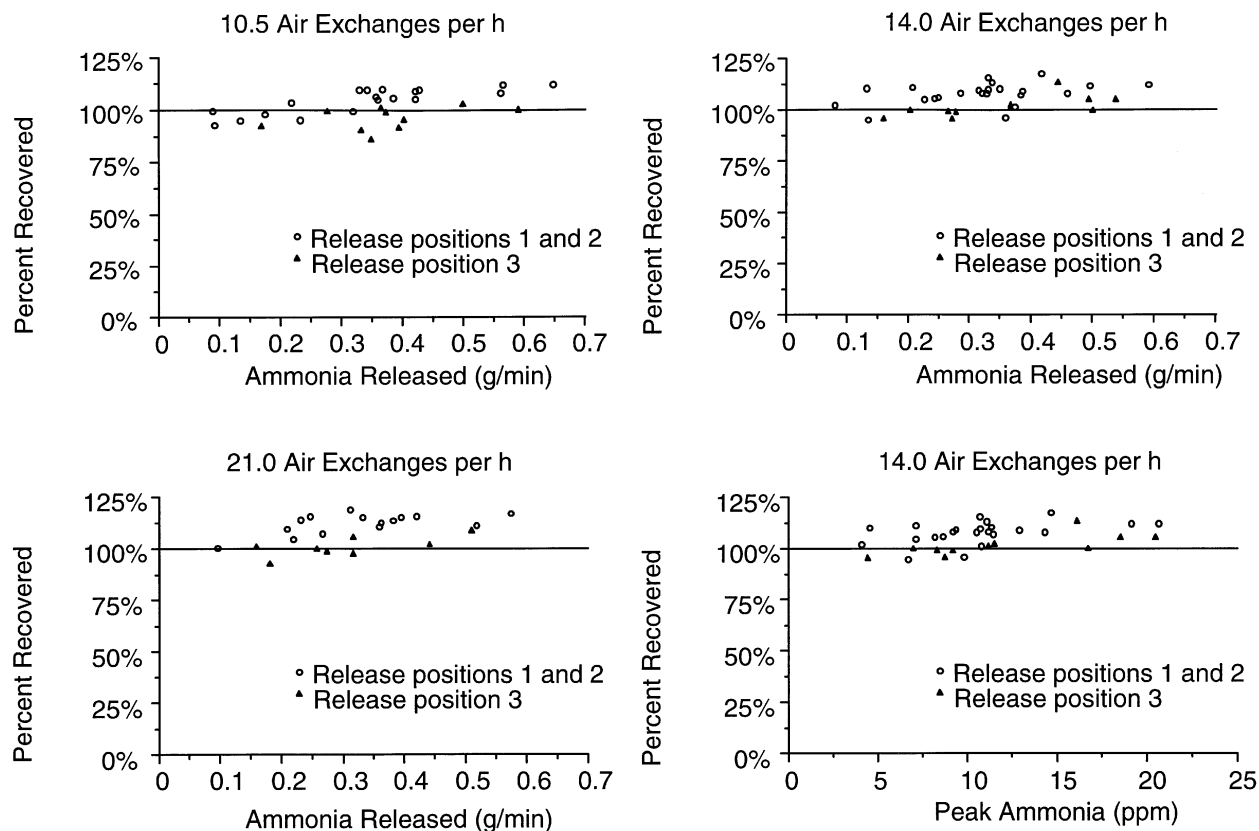 10.5 Air Exchanges per h
125%
100%
75%
50%
25%
0%
Percent Recovered
Release positions 1 and 2
Release position 3
0 0.1 0.2 0.3 0.4 0.5 0.6 0.7
Ammonia Released (g/min)
14.0 Air Exchanges per h
125%
100%
75%
50%
25%
0%
Percent Recovered
Release positions 1 and 2
Release position 3
0 0.1 0.2 0.3 0.4 0.5 0.6 0.7
Ammonia Released (g/min)
21.0 Air Exchanges per h
125%
100%
75%
50%
25%
0%
Percent Recovered
Release positions 1 and 2
Release position 3
0 0.1 0.2 0.3 0.4 0.5 0.6 0.7
Ammonia Released (g/min)
14.0 Air Exchanges per h
125%
100%
75%
50%
25%
0%
Percent Recovered
Release positions 1 and 2
Release position 3
0 5 10 15 20 25
Peak Ammonia (ppm)